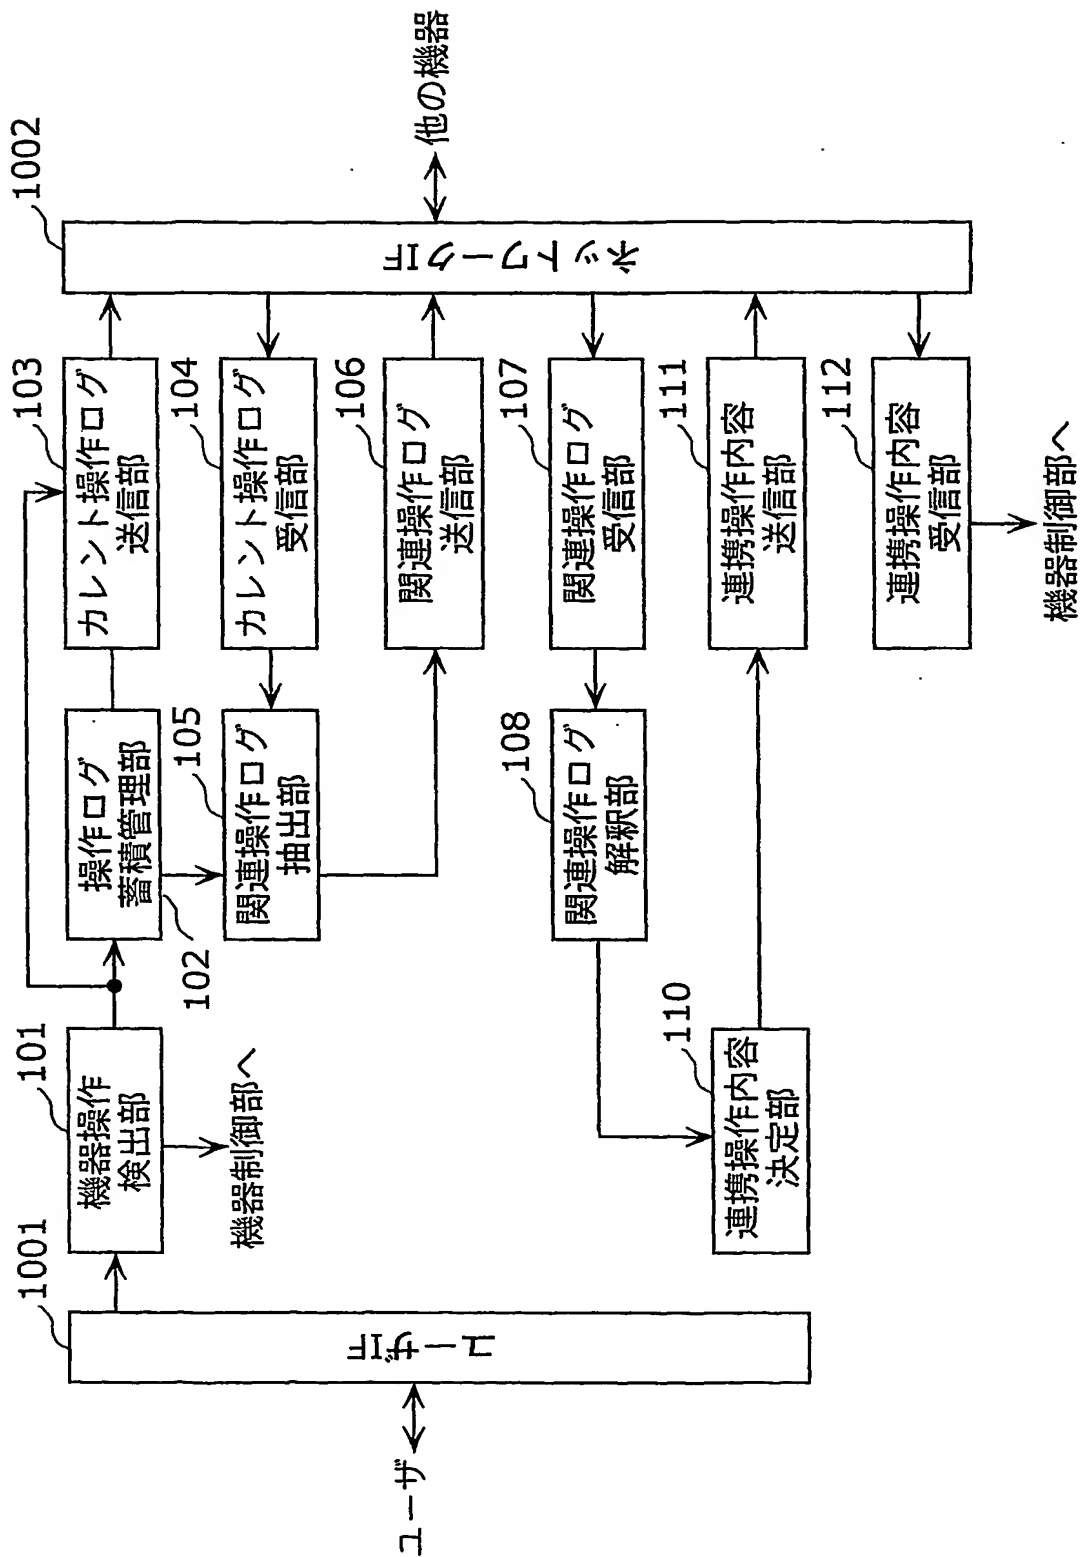 ユーザ
1001
ユーザIF
101
機器操作
検出部
機器制御部へ
102
操作ログ
蓄積管理部
103
カレント操作ログ
送信部
104
カレント操作ログ
受信部
105
関連操作ログ
抽出部
106
関連操作ログ
送信部
107
関連操作ログ
受信部
108
関連操作ログ
解釈部
110
連携操作内容
決定部
111
連携操作内容
送信部
112
連携操作内容
受信部
機器制御部へ
1002
ネットワークIF
他の機器